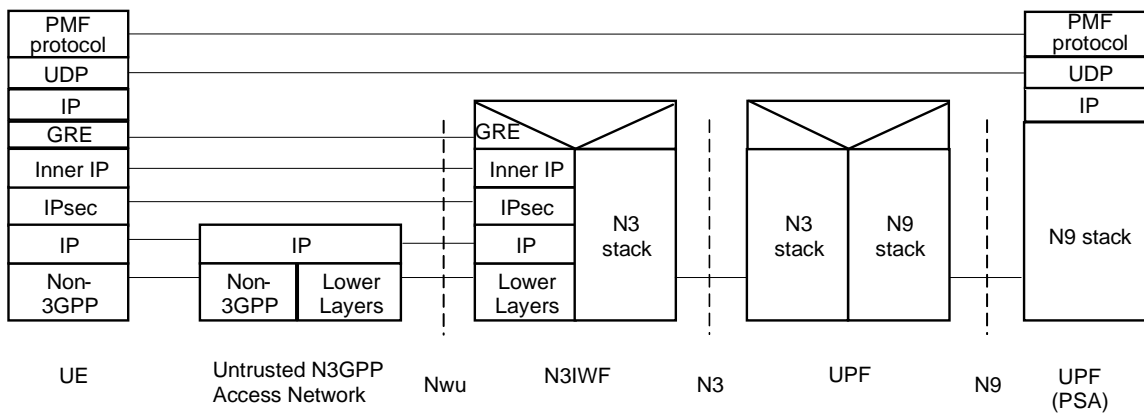 PMF
protocol
UDP
IP
GRE
Inner IP
IPsec
IP
Non-
3GPP
UE
IP
Non-
3GPP
Lower
Layers
Untrusted N3GPP
Access Network
Nwu
GRE
Inner IP
IPsec
IP
Lower
Layers
N3
stack
N3IWF
N3
N3
stack
N9
stack
UPF
N9
PMF
protocol
UDP
IP
N9 stack
UPF
(PSA)